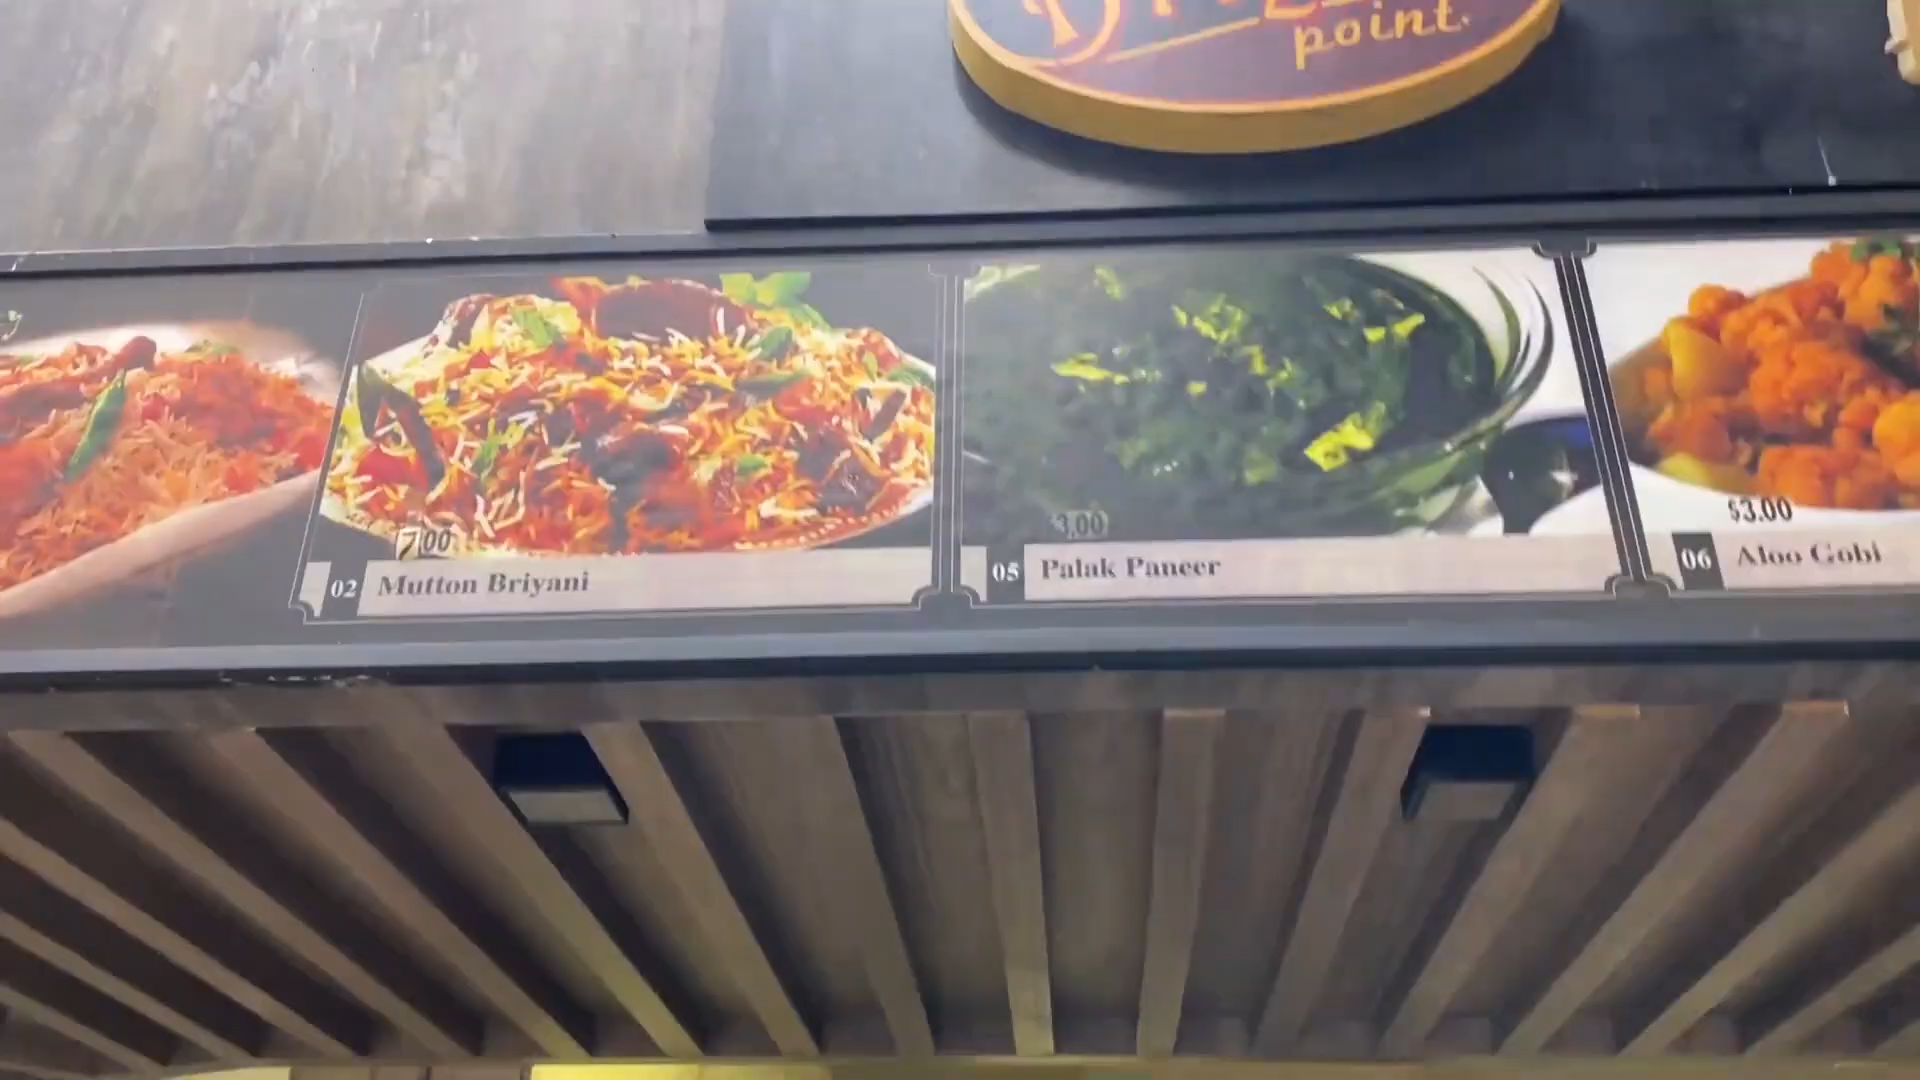 point.
7.00
02 Mutton Briyani
$3.00
05 Palak Paneer
$3.00
06 Aloo Gobi